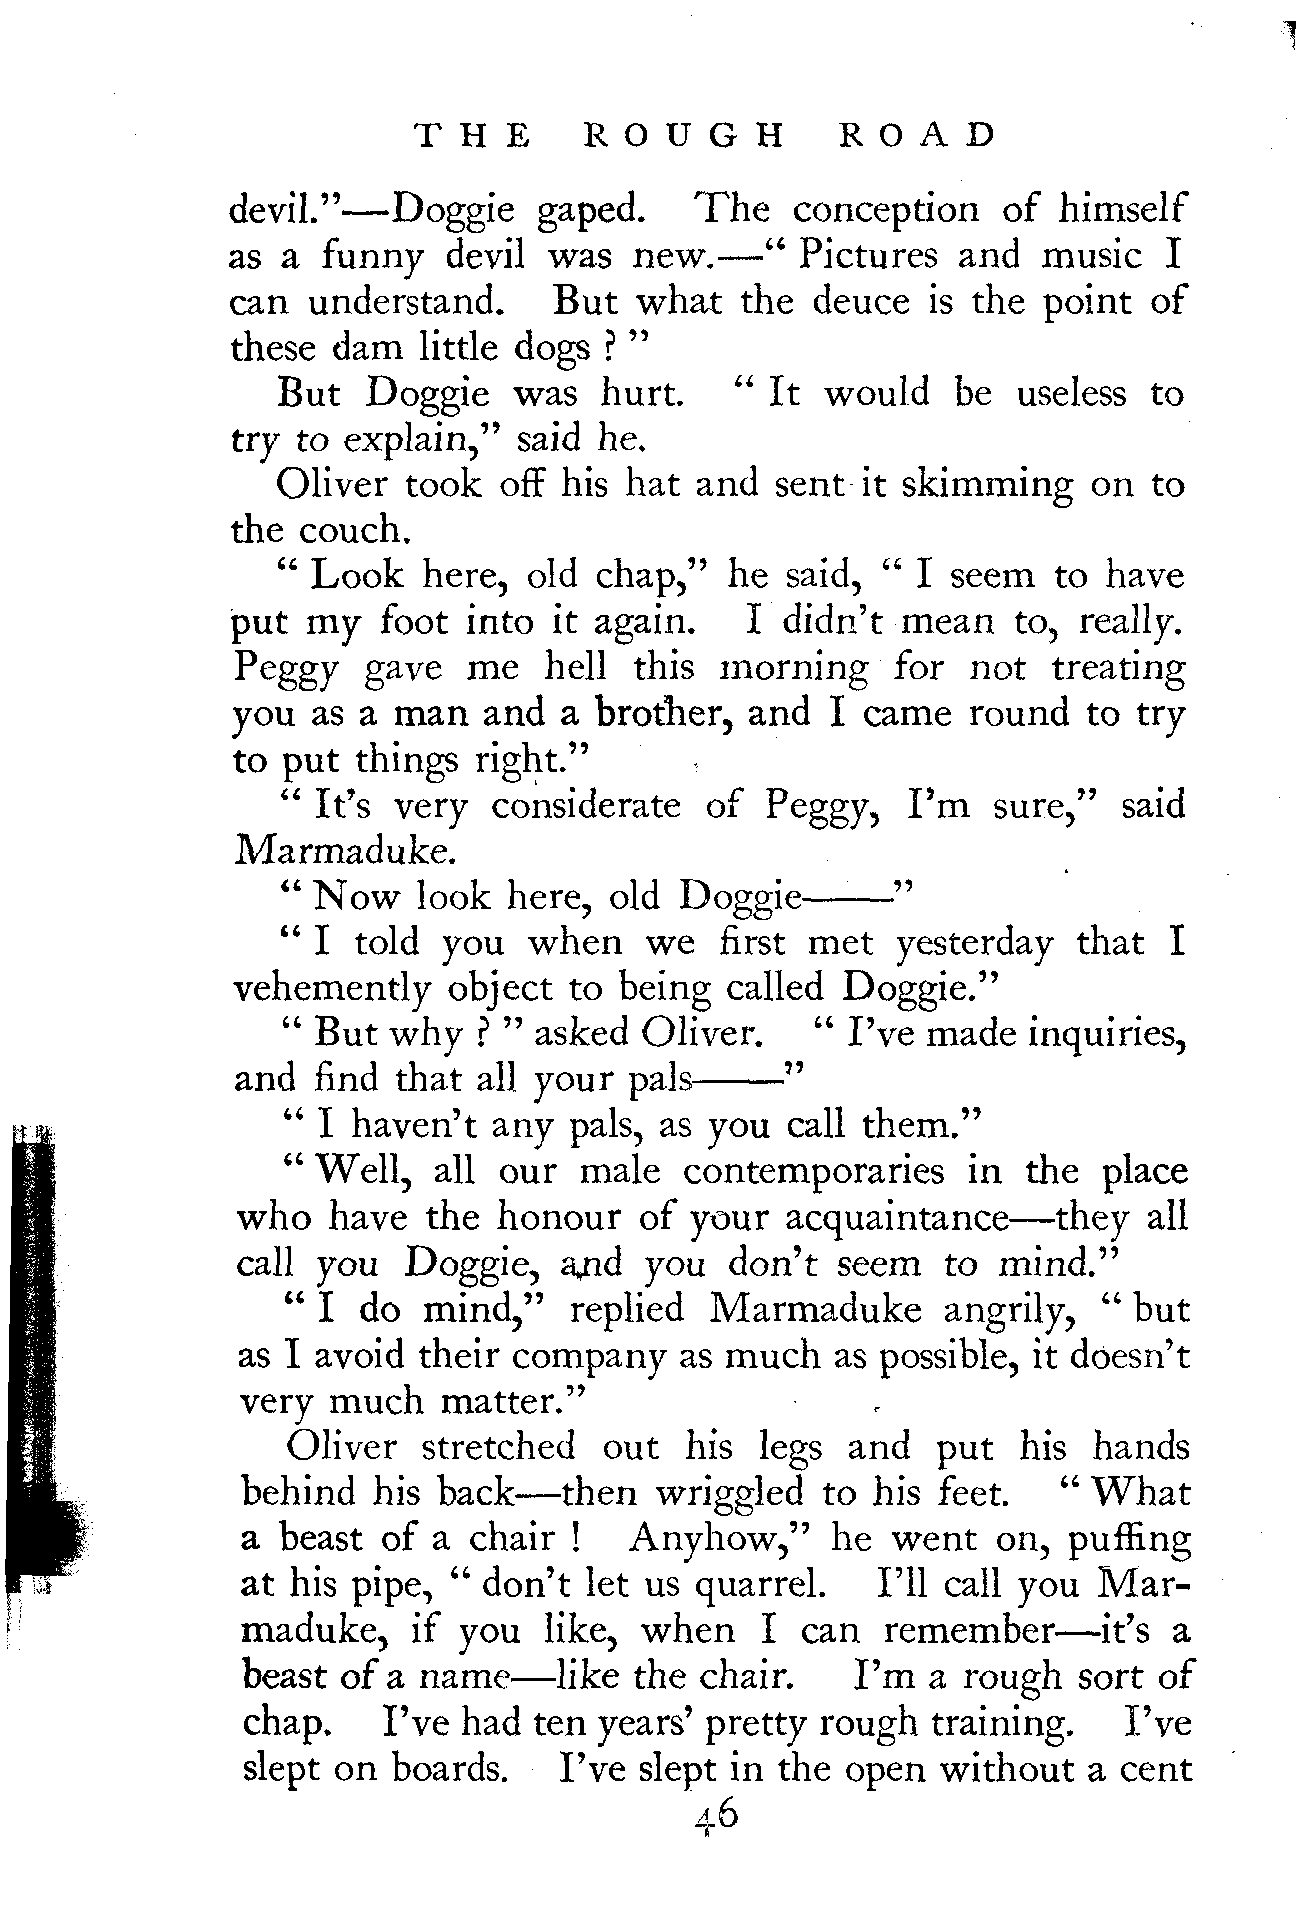 THE ROUGH ROAD
devil.”—Doggie gaped. The conception of himself
as a funny devil was new.—“ Pictures and music I
can understand. But what the deuce is the point of
these dam little dogs ? ”
But Doggie was hurt. “ It would be useless to
try to explain,” said he.
Oliver took off his hat and sent it skimming on to
the couch.
“ Look here, old chap,” he said, “ I seem to have
put my foot into it again. I didn’t mean to, really.
Peggy gave me hell this morning for not treating
you as a man and a brother, and I came round to try
to put things right.”
“ It’s very considerate of Peggy, I’m sure,” said
Marmaduke.
“ Now look here, old Doggie——”
“ I told you when we first met yesterday that I
vehemently object to being called Doggie.”
“ But why ? ” asked Oliver. “ I’ve made inquiries,
and find that all your pals——”
“ I haven’t any pals, as you call them.”
“ Well, all our male contemporaries in the place
who have the honour of your acquaintance—they all
call you Doggie, and you don’t seem to mind.”
“ I do mind,” replied Marmaduke angrily, “ but
as I avoid their company as much as possible, it doesn’t
very much matter.”
Oliver stretched out his legs and put his hands
behind his back—then wriggled to his feet. “ What
a beast of a chair ! Anyhow,” he went on, puffing
at his pipe, “ don’t let us quarrel. I’ll call you Mar-
maduke, if you like, when I can remember—it’s a
beast of a name—like the chair. I’m a rough sort of
chap. I’ve had ten years’ pretty rough training. I’ve
slept on boards. I’ve slept in the open without a cent
46